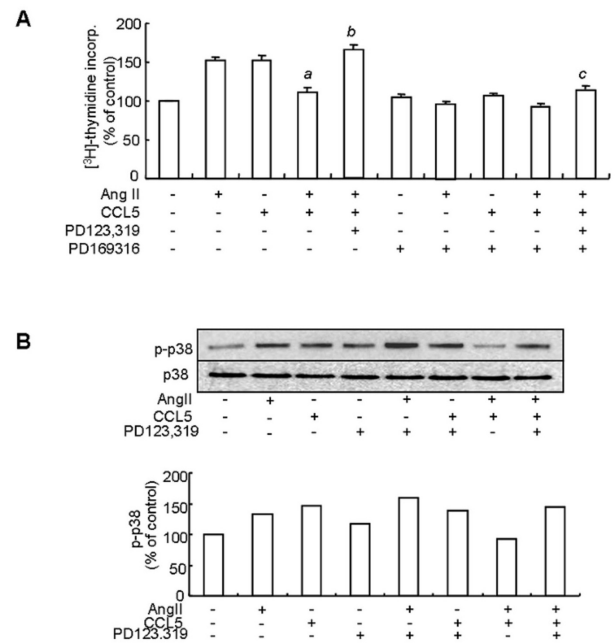 A
[³H]-thymidine incorp.
(% of control)
200
150
100
50
0
a
b
c
Ang II - + - + + - + - + +
CCL5 - - + + + - - + + +
PD123,319 - - - - + - - - - +
PD169316 - - - - - + + + + +
B
p-p38
p38
AngII - + - - + - + +
CCL5 - - + - - + + +
PD123,319 - - - + + + - +
p-p38
(% of control)
200
150
100
50
0
AngII - + - - + - + +
CCL5 - - + - - + + +
PD123,319 - - - + + + - +